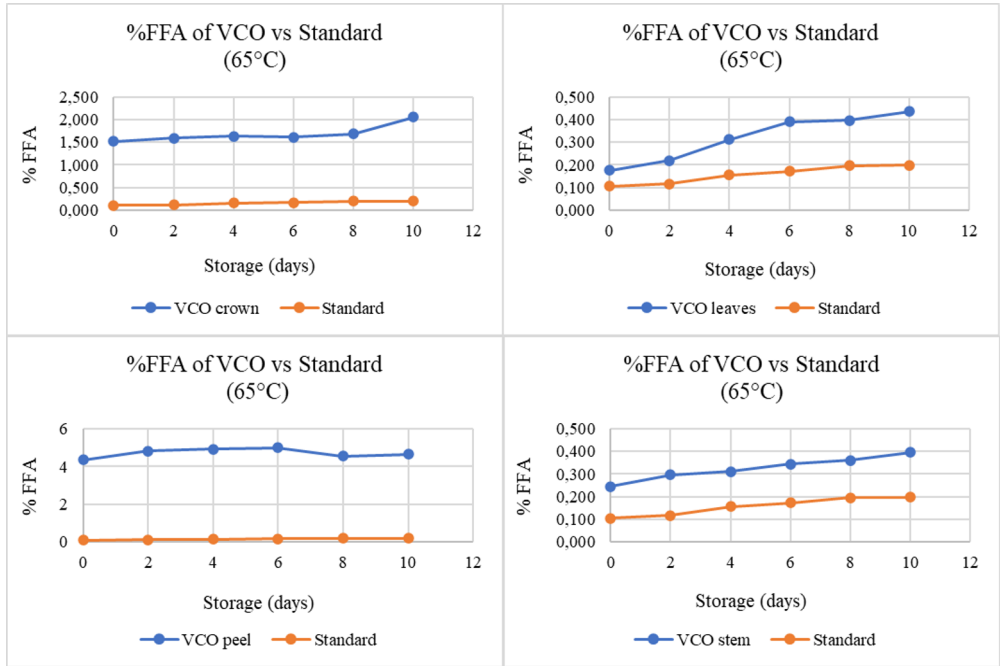 %FFA of VCO vs Standard
(65°C)
% FFA
2,500
2,000
1,500
1,000
0,500
0,000
0 2 4 6 8 10 12
Storage (days)
VCO crown Standard
%FFA of VCO vs Standard
(65°C)
% FFA
0,500
0,400
0,300
0,200
0,100
0,000
0 2 4 6 8 10 12
Storage (days)
VCO leaves Standard
%FFA of VCO vs Standard
(65°C)
% FFA
6
4
2
0
0 2 4 6 8 10 12
Storage (days)
VCO peel Standard
%FFA of VCO vs Standard
(65°C)
% FFA
0,500
0,400
0,300
0,200
0,100
0,000
0 2 4 6 8 10 12
Storage (days)
VCO stem Standard